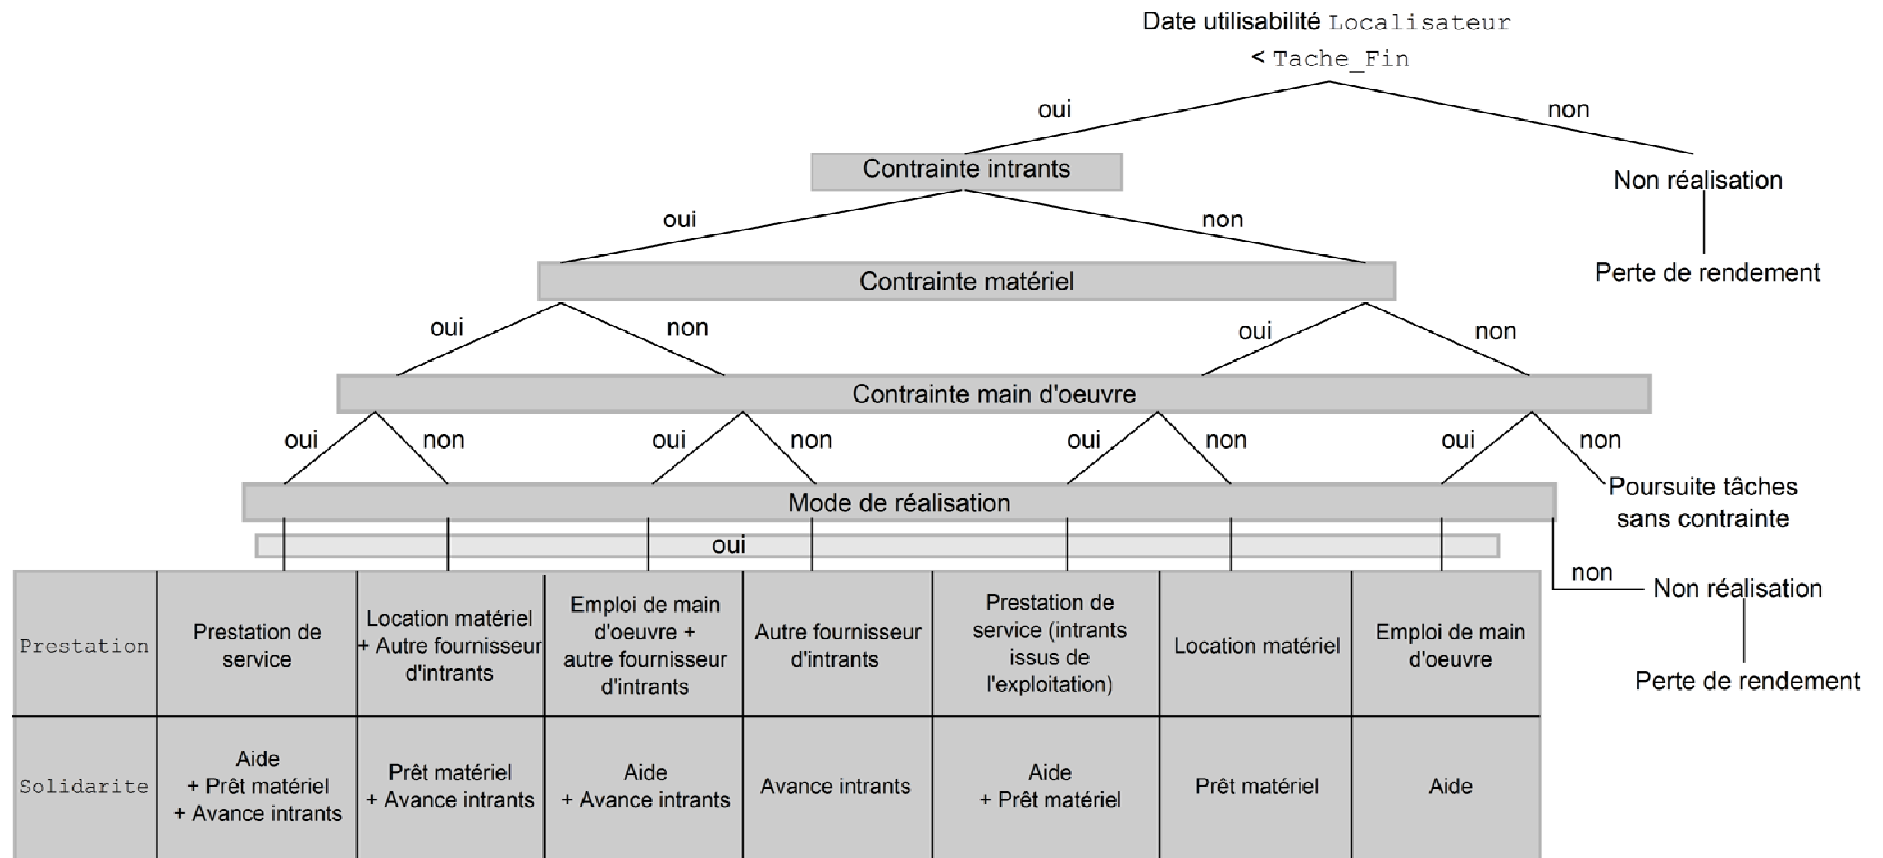 Date utilisabilité Localisateur
< Tache_Fin
oui
non
Contrainte intrants
Non réalisation
oui
non
Perte de rendement
Contrainte matériel
oui
non
oui
non
Contrainte main d'oeuvre
oui
non
oui
non
oui
non
oui
non
Poursuite tâches
sans contrainte
Mode de réalisation
oui
non
Non réalisation
Perte de rendement
Prestation
Prestation de
service
Location matériel
+ Autre fournisseur
d'intrants
Emploi de main
d'oeuvre +
autre fournisseur
d'intrants
Autre fournisseur
d'intrants
Prestation de
service (intrants
issus de
l'exploitation)
Location matériel
Emploi de main
d'oeuvre
Solidarite
Aide
+ Prêt matériel
+ Avance intrants
Prêt matériel
+ Avance intrants
Aide
+ Avance intrants
Avance intrants
Aide
+ Prêt matériel
Prêt matériel
Aide